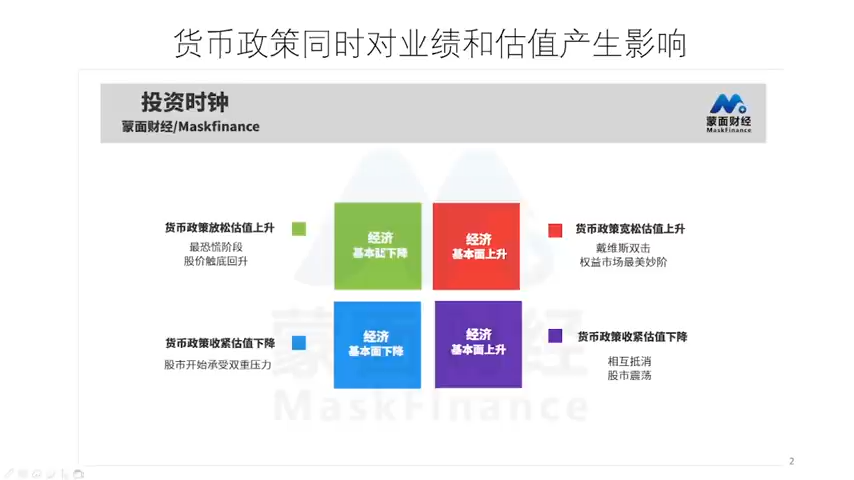 货币政策同时对业绩和估值产生影响
投资时钟
蒙面财经/Maskfinance
蒙面财经
MaskFinance
货币政策放松估值上升
最恐慌阶段
股价触底回升
经济
基本面下降
经济
基本面上升
货币政策宽松估值上升
戴维斯双击
权益市场最美妙阶
货币政策收紧估值下降
股市开始承受双重压力
经济
基本面下降
经济
基本面上升
货币政策收紧估值下降
相互抵消
股市震荡
蒙面财经
MaskFinance
2